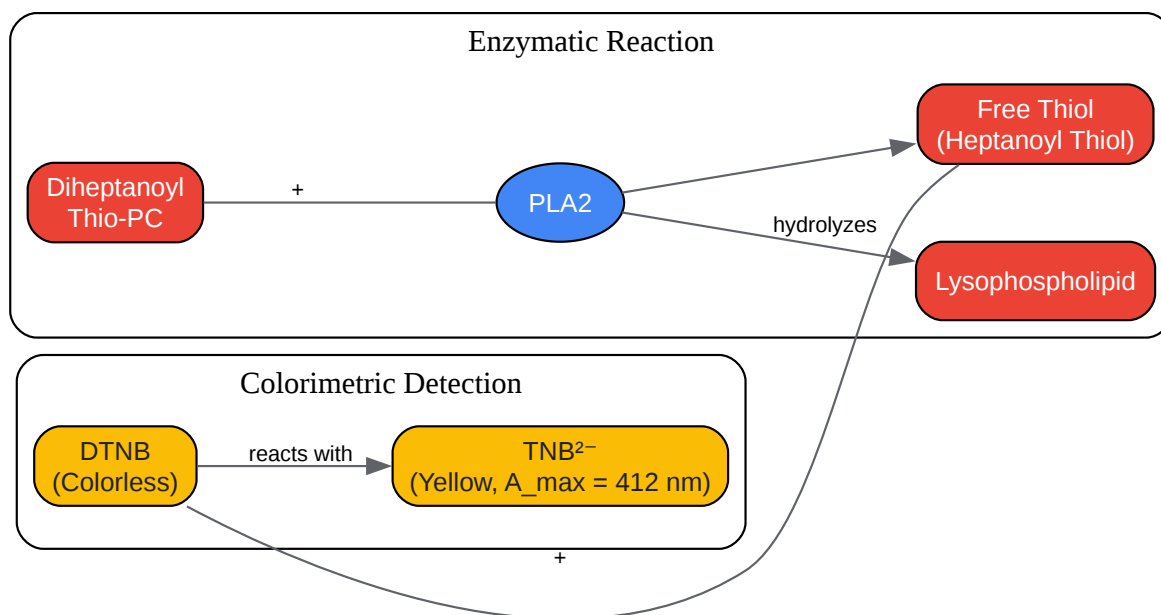 Enzymatic Reaction
Free Thiol
(Heptanoyl Thiol)
Diheptanoyl
Thio-PC
+
PLA2
hydrolyzes
Lysophospholipid
Colorimetric Detection
DTNB
(Colorless)
reacts with
TNB²⁻
(Yellow, A_max = 412 nm)
+